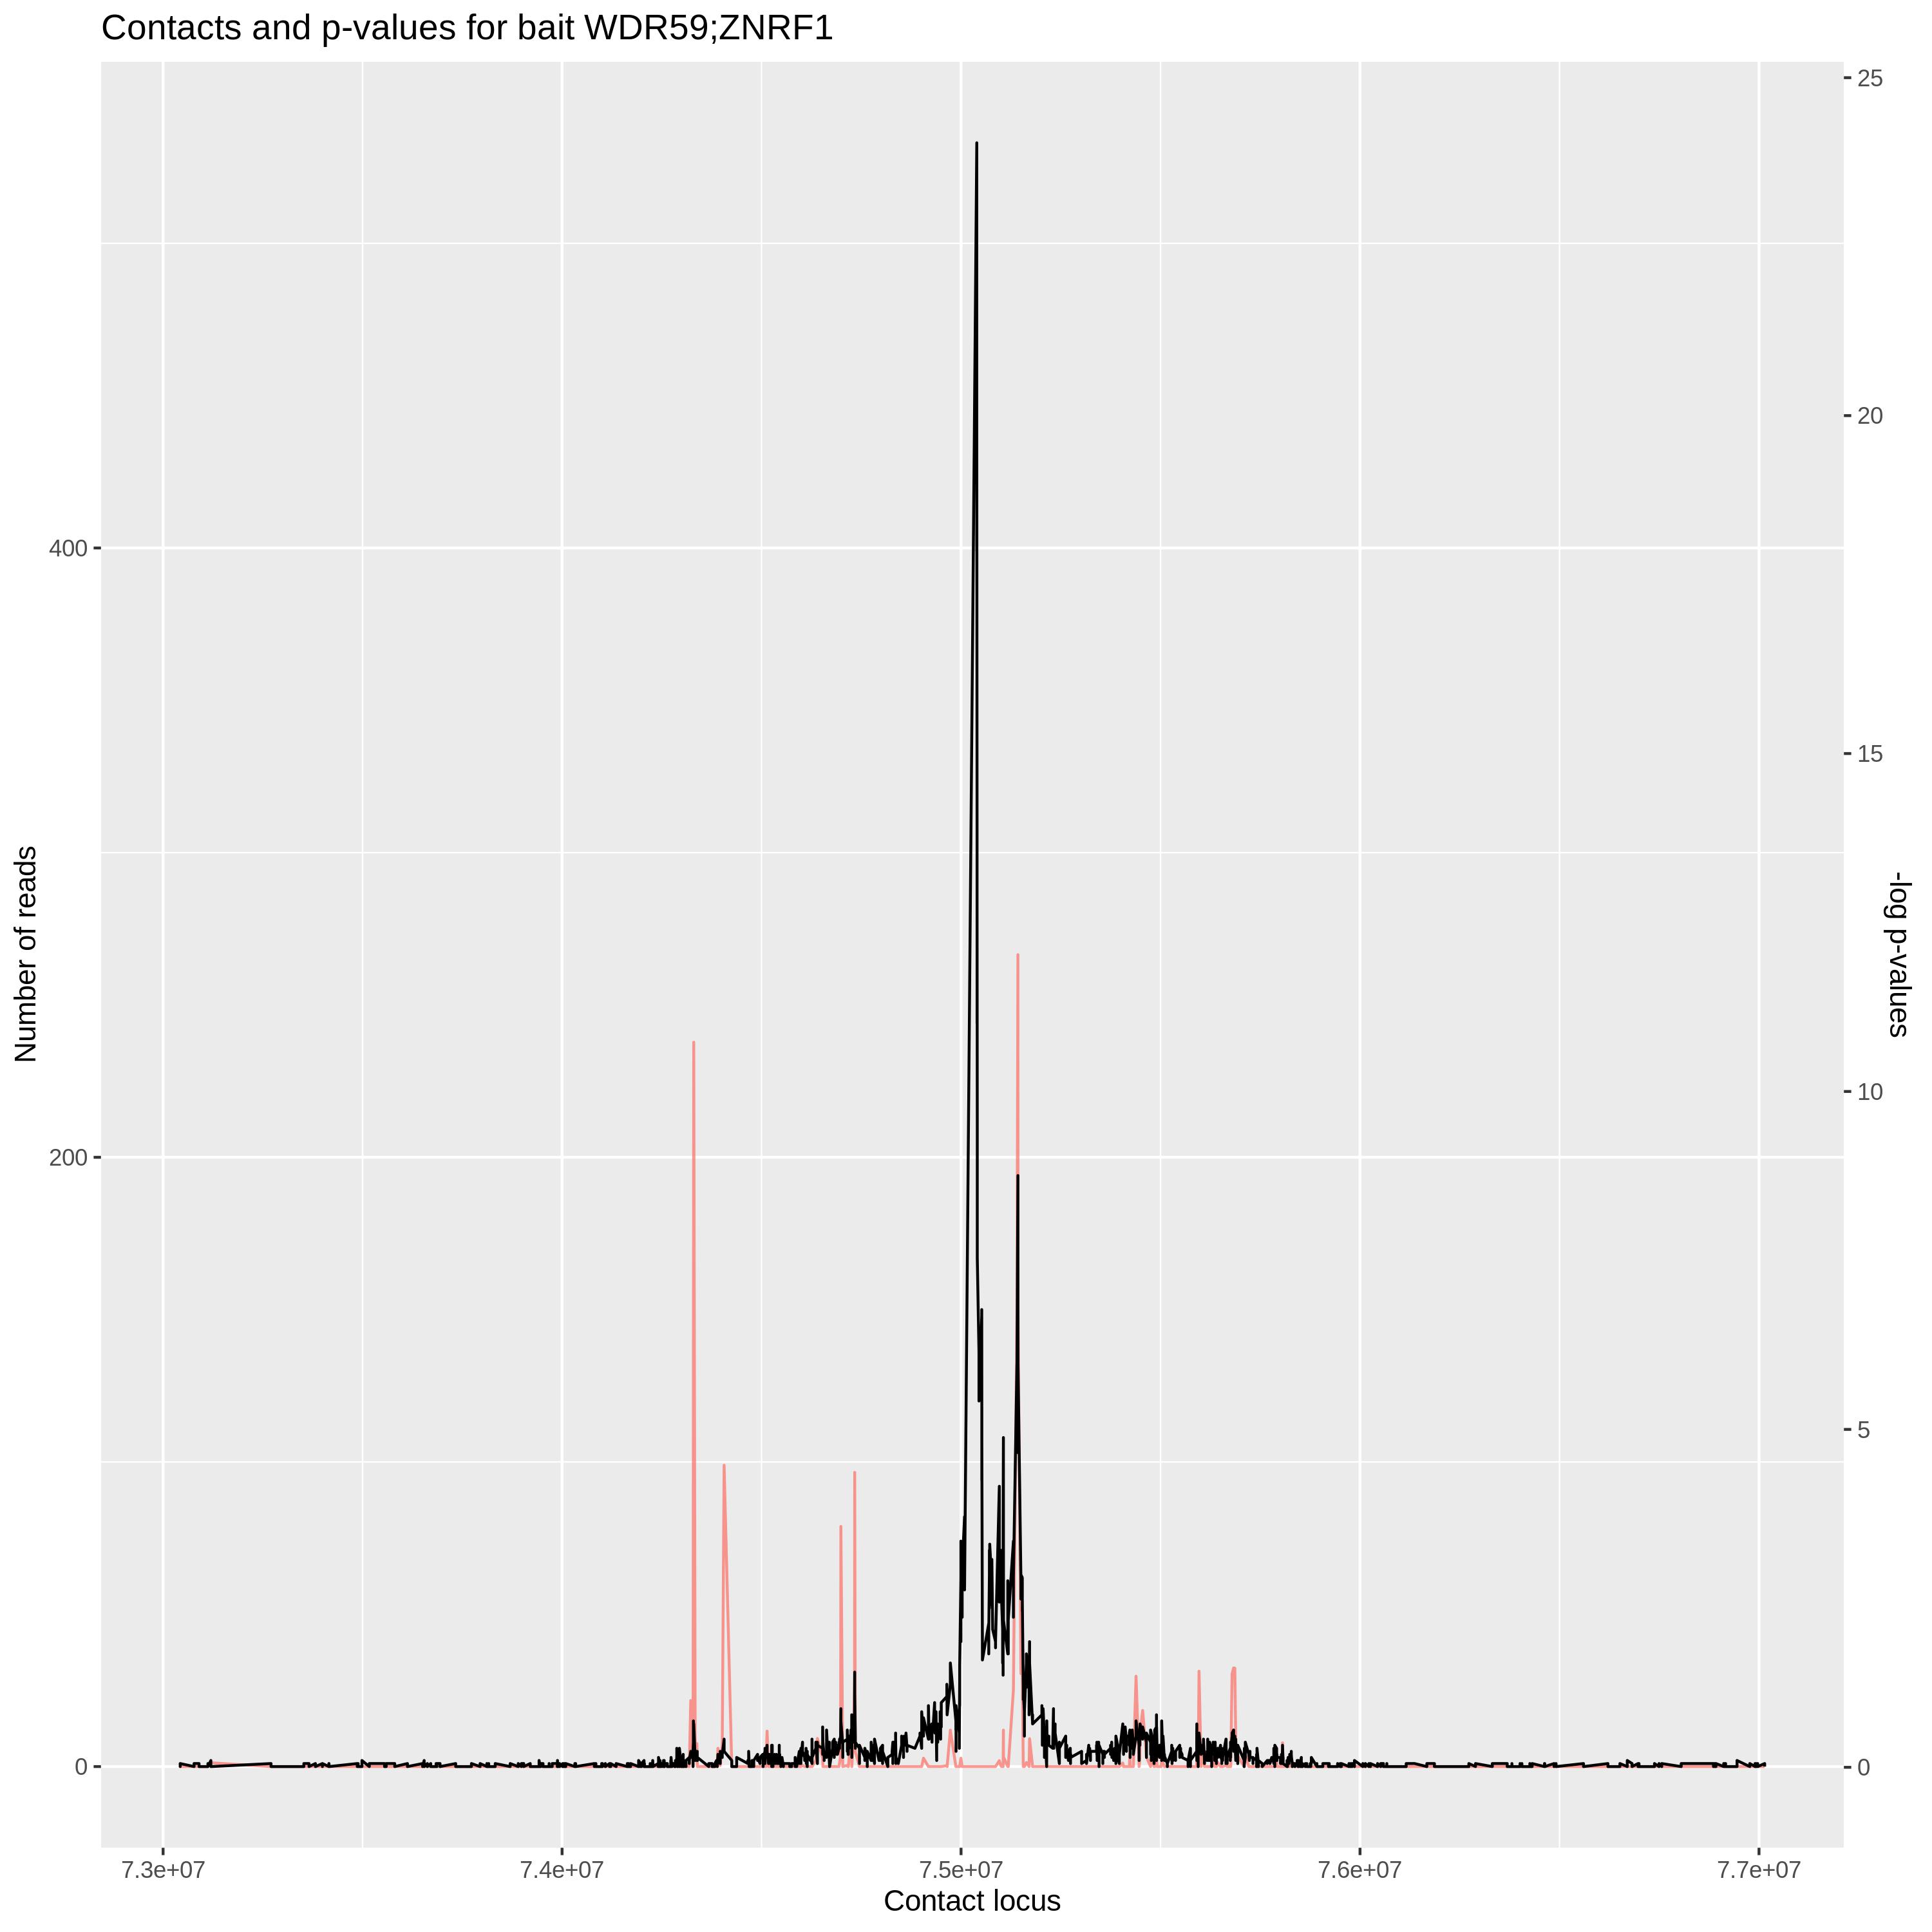 Contacts and p-values for bait WDR59;ZNRF1
Number of reads
400
200
0
25
20
15
10
5
0
-log p-values
7.3e+07
7.4e+07
7.5e+07
7.6e+07
7.7e+07
Contact locus